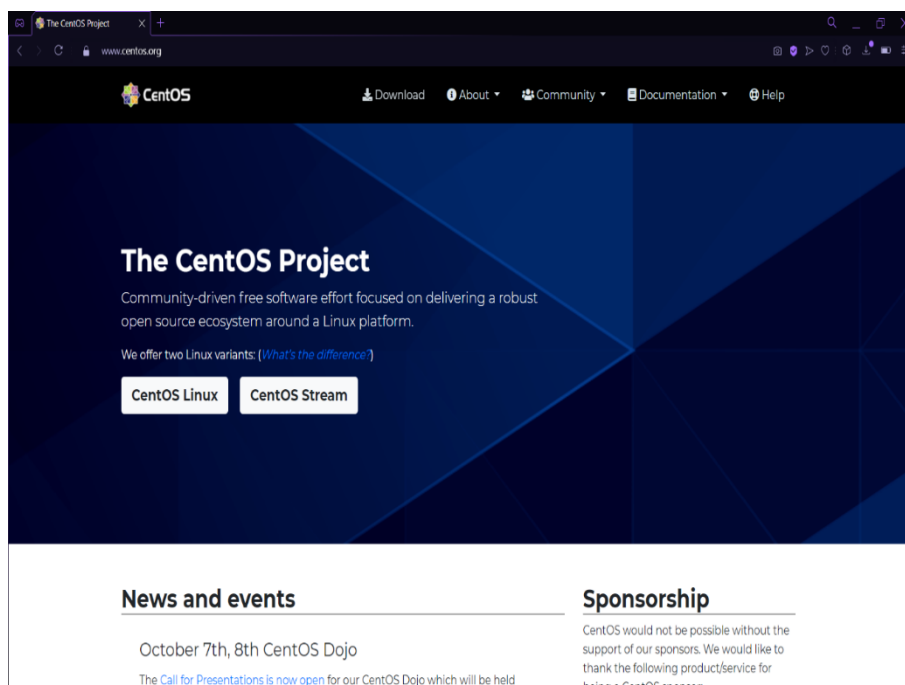 The CentOS Project
www.centos.org
CentOS Download About Community Documentation Help
The CentOS Project
Community-driven free software effort focused on delivering a robust
open source ecosystem around a Linux platform.
We offer two Linux variants: (What's the difference?)
CentOS Linux CentOS Stream
News and events
October 7th, 8th CentOS Dojo
The Call for Presentations is now open for our CentOS Dojo which will be held
Sponsorship
CentOS would not be possible without the
support of our sponsors. We would like to
thank the following product/service for
being a CentOS sponsor: